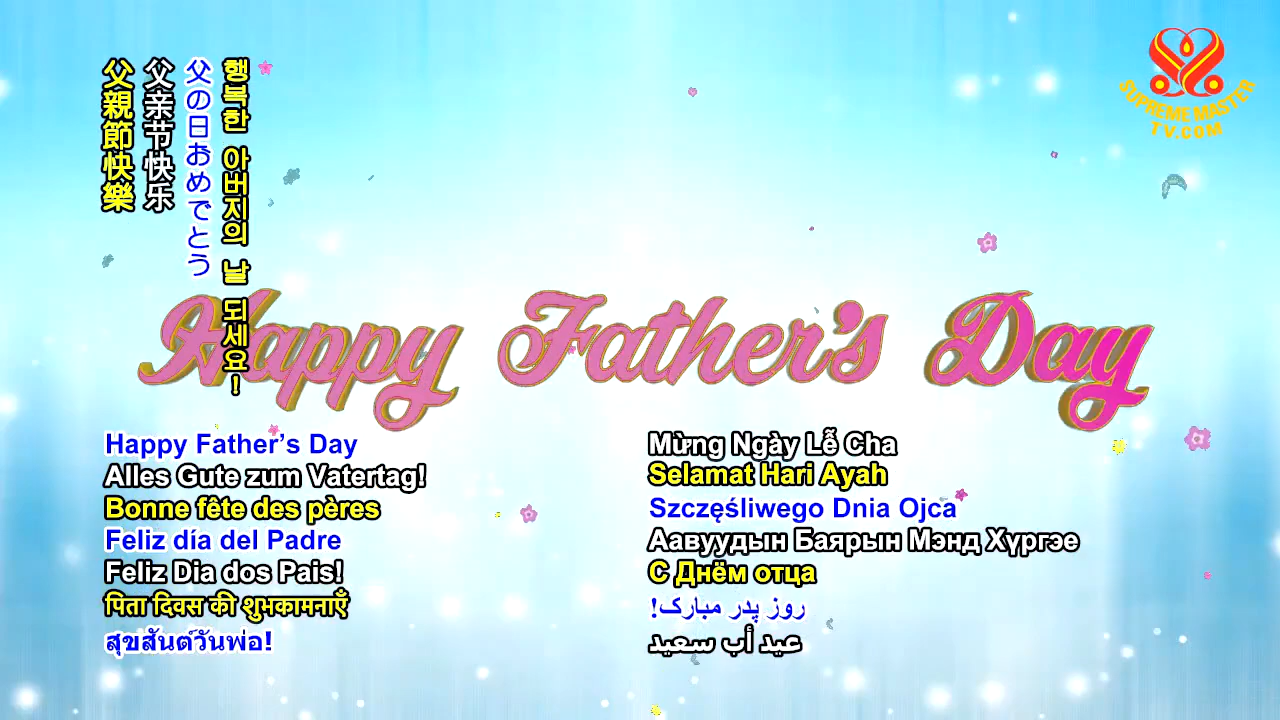 父親節快樂
父亲节快乐
父の日おめでとう
행복한 아버지의 날 되세요!
SUPREME MASTER
TV.COM
Happy Father's Day
Happy Father’s Day
Alles Gute zum Vatertag!
Bonne fête des pères
Feliz día del Padre
Feliz Dia dos Pais!
पिता दिवस की शुभकामनाएँ
สุขสันต์วันพ่อ!
Mừng Ngày Lễ Cha
Selamat Hari Ayah
Szczęśliwego Dnia Ojca
Аавуудын Баярын Мэнд Хүргэе
С Днём отца
روز پدر مبارک!
عيد أب سعيد